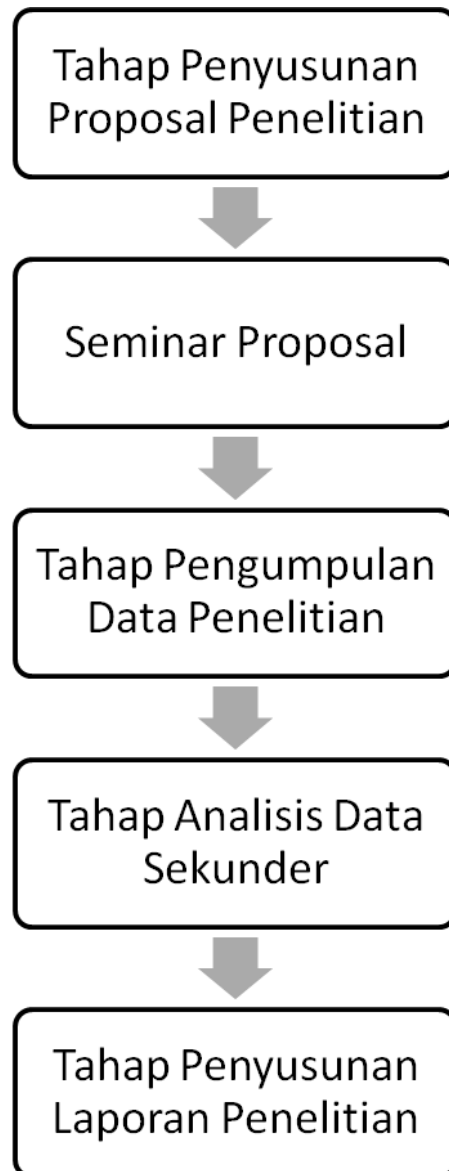 Tahap Penyusunan
Proposal Penelitian
Seminar Proposal
Tahap Pengumpulan
Data Penelitian
Tahap Analisis Data
Sekunder
Tahap Penyusunan
Laporan Penelitian